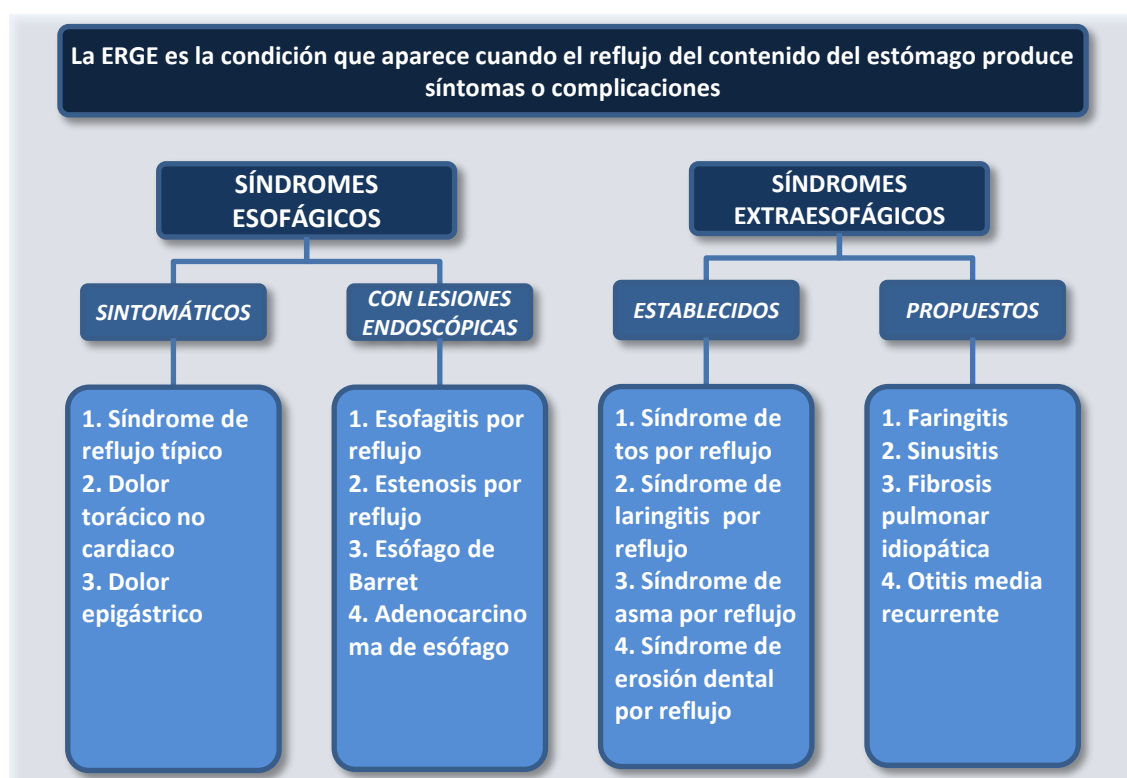 La ERGE es la condición que aparece cuando el reflujo del contenido del estómago produce
síntomas o complicaciones
SÍNDROMES
ESOFÁGICOS
SÍNDROMES
EXTRAESOFÁGICOS
SINTOMÁTICOS
CON LESIONES
ENDOSCÓPICAS
ESTABLECIDOS
PROPUESTOS
1. Síndrome de
reflujo típico
2. Dolor
torácico no
cardiaco
3. Dolor
epigástrico
1. Esofagitis por
reflujo
2. Estenosis por
reflujo
3. Esófago de
Barret
4. Adenocarcino
ma de esófago
1. Síndrome de
tos por reflujo
2. Síndrome de
laringitis por
reflujo
3. Síndrome de
asma por reflujo
4. Síndrome de
erosión dental
por reflujo
1. Faringitis
2. Sinusitis
3. Fibrosis
pulmonar
idiopática
4. Otitis media
recurrente